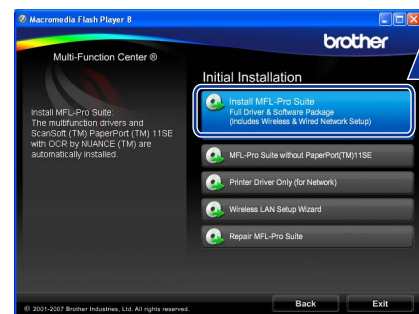 Macromedia Flash Player 8
brother
Multi-Function Center ®
Initial Installation
Install MFL-Pro Suite:
The multifunction drivers and
ScanSoft (TM) PaperPort (TM) 11SE
with OCR by NUANCE (TM) are
automatically installed.
Install MFL-Pro Suite
Full Driver & Software Package
(Includes Wireless & Wired Network Setup)
MFL-Pro Suite without PaperPort(TM)11SE
Printer Driver Only (for Network)
Wireless LAN Setup Wizard
Repair MFL-Pro Suite
© 2001-2007 Brother Industries, Ltd. All rights reserved.
Back
Exit